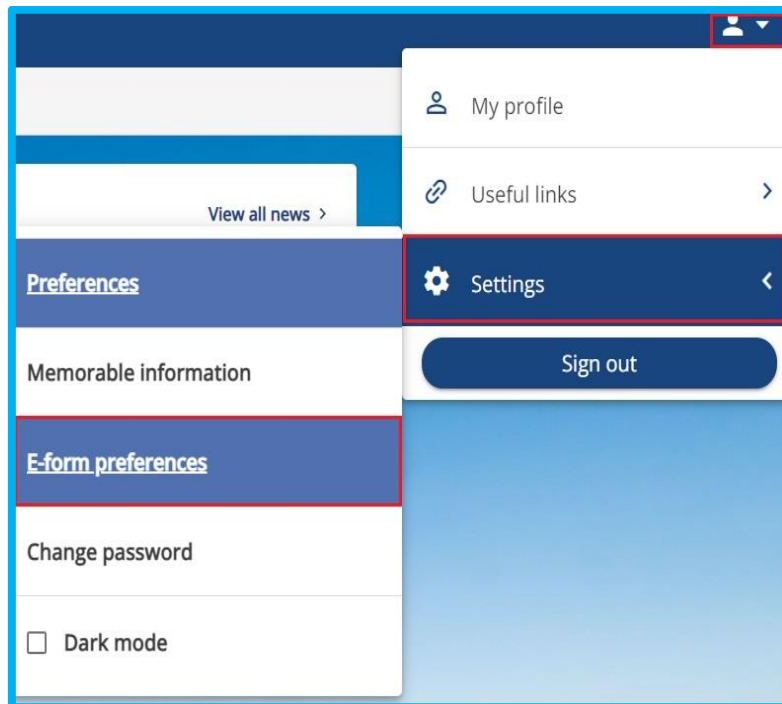 My profile
Useful links
View all news >
Settings
Preferences
Sign out
Memorable information
E-form preferences
Change password
Dark mode